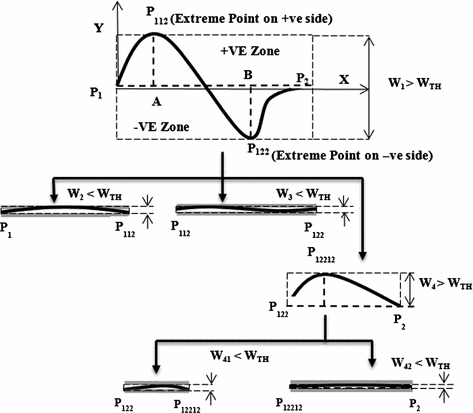 Y
P112 (Extreme Point on +ve side)
+VE Zone
B
P2
X
P1
A
W1> WTH
-VE Zone
P122 (Extreme Point on –ve side)
W2 < WTH
W3 < WTH
P1
P112
P112
P122
P12212
W4> WTH
P122
P2
W41 < WTH
W42 < WTH
P122
P12212
P12212
P2